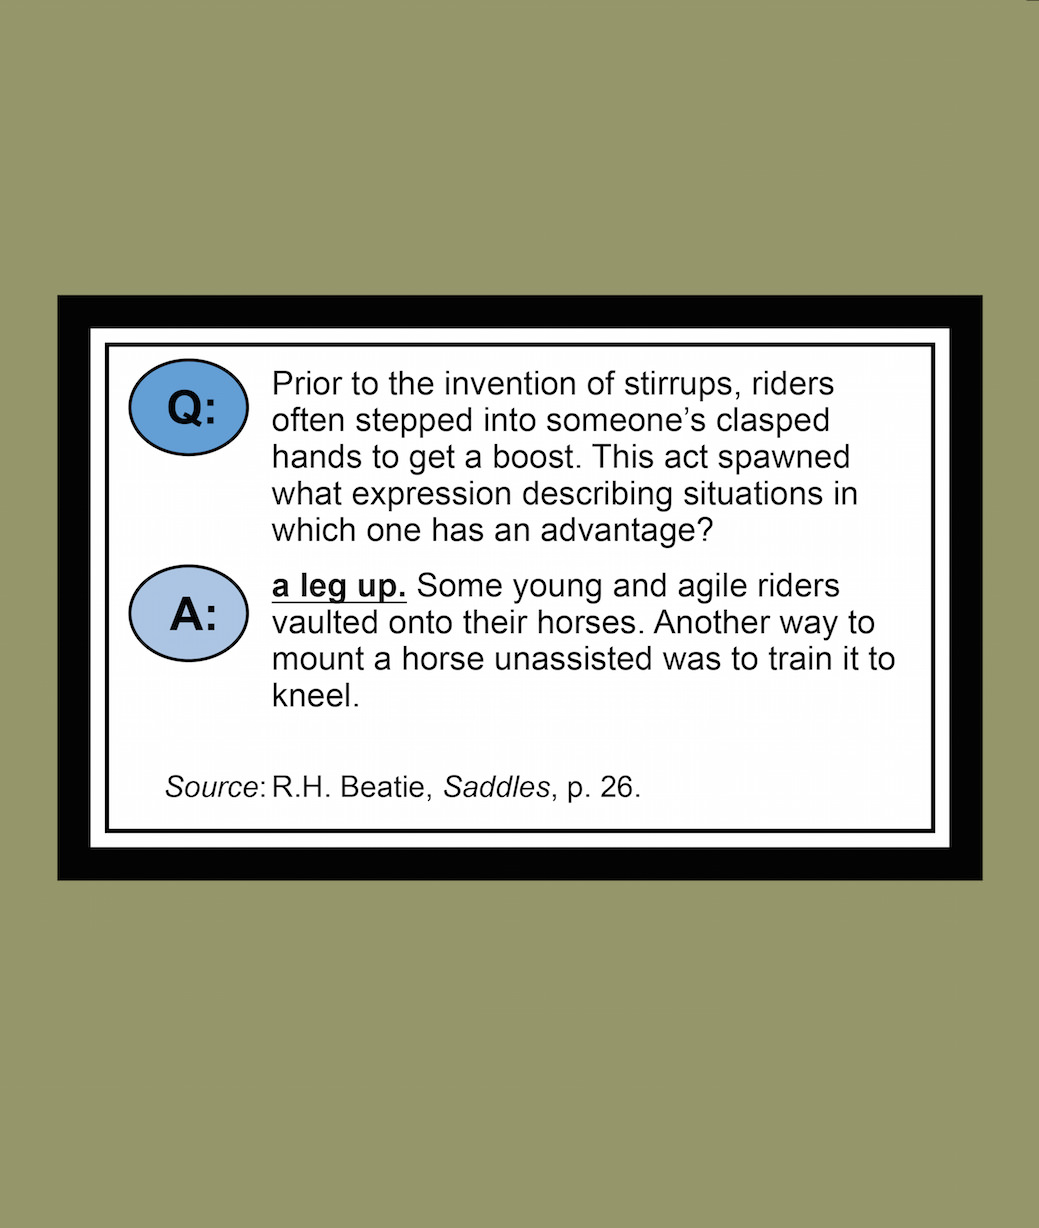 Q:
Prior to the invention of stirrups, riders
often stepped into someone’s clasped
hands to get a boost. This act spawned
what expression describing situations in
which one has an advantage?
A:
a leg up. Some young and agile riders
vaulted onto their horses. Another way to
mount a horse unassisted was to train it to
kneel.
Source: R.H. Beatie, Saddles, p. 26.